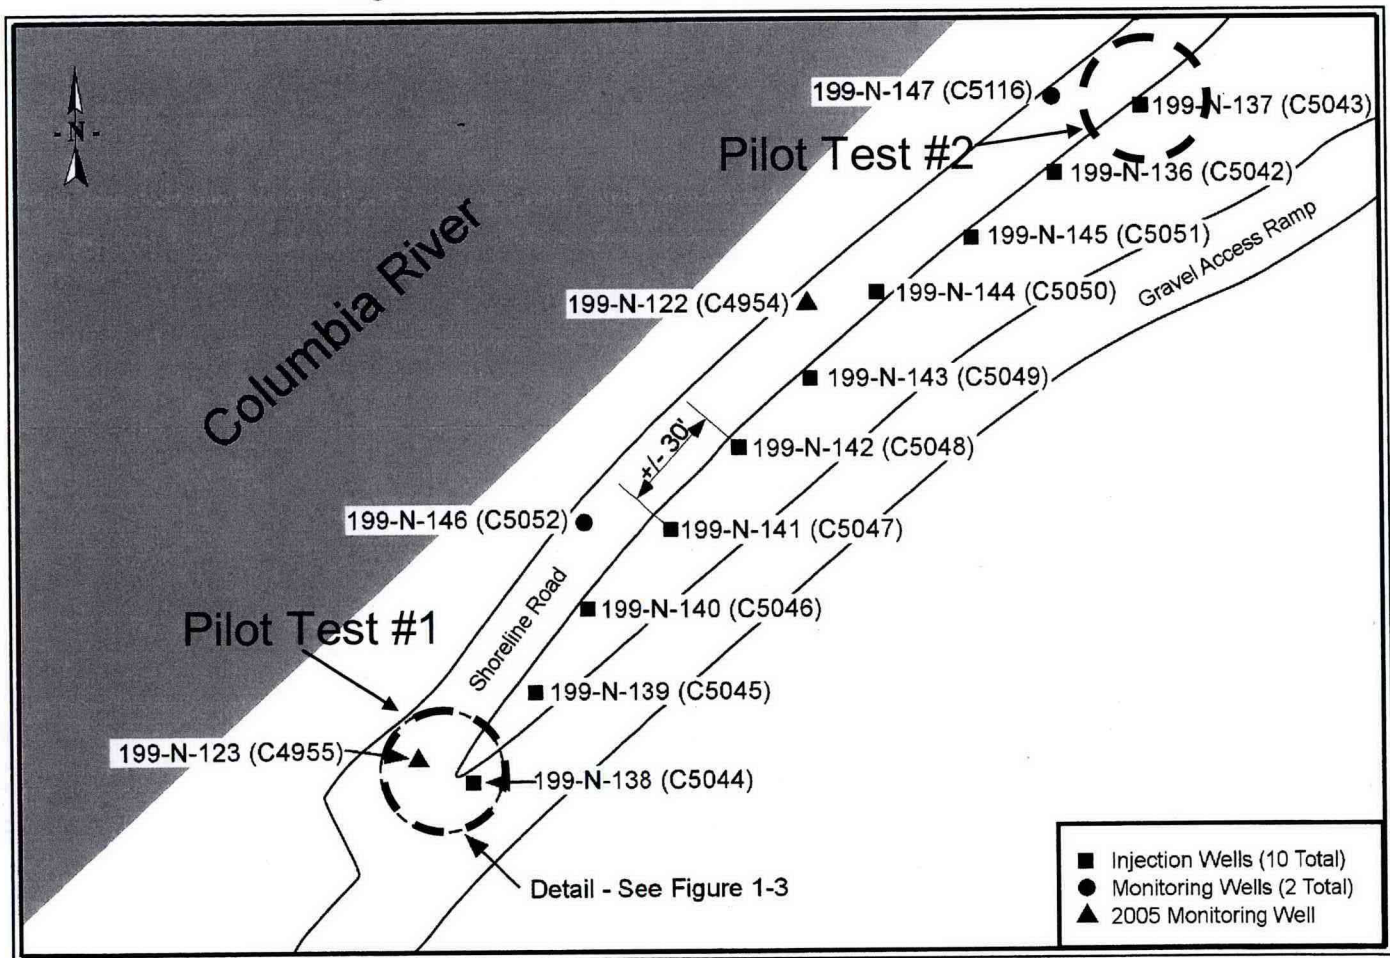 - N -
199-N-147 (C5116)
199-N-137 (C5043)
Pilot Test #2
199-N-136 (C5042)
199-N-145 (C5051)
Gravel Access Ramp
199-N-144 (C5050)
199-N-122 (C4954)
Columbia River
199-N-143 (C5049)
+/- 30'
199-N-142 (C5048)
199-N-146 (C5052)
199-N-141 (C5047)
199-N-140 (C5046)
Shoreline Road
Pilot Test #1
199-N-139 (C5045)
199-N-123 (C4955)
199-N-138 (C5044)
Detail - See Figure 1-3
Injection Wells (10 Total)
Monitoring Wells (2 Total)
2005 Monitoring Well